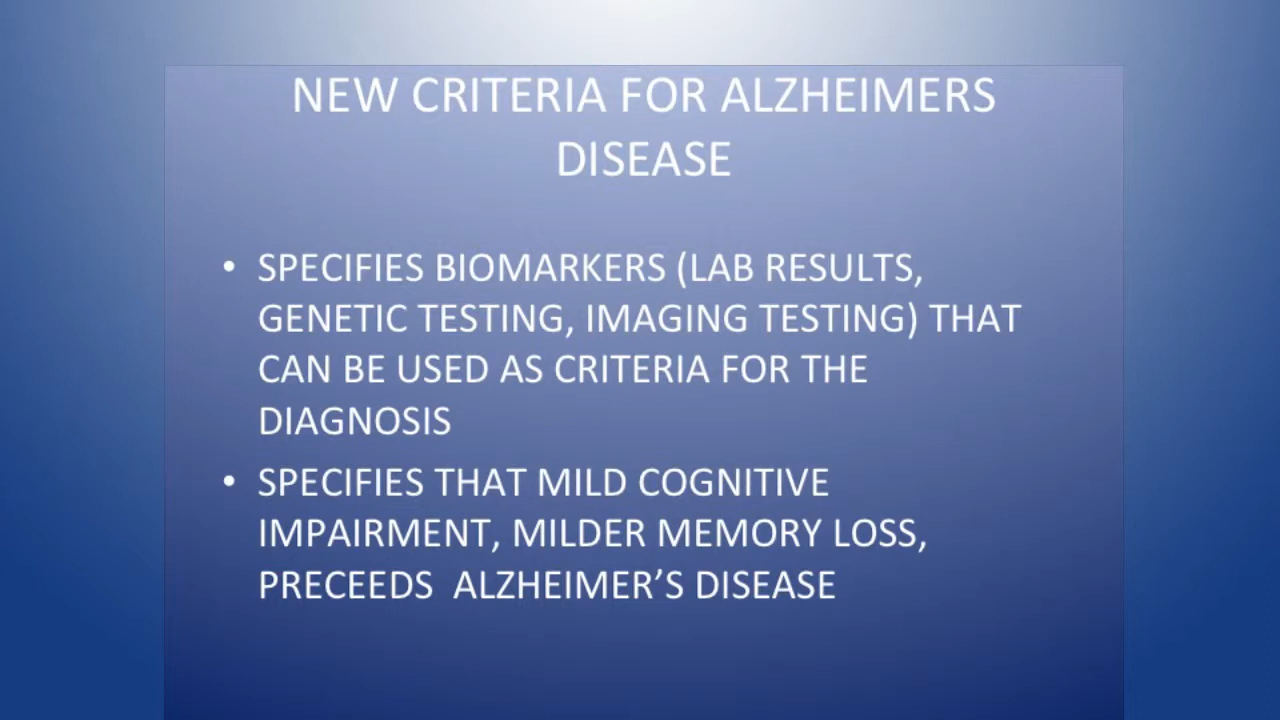 NEW CRITERIA FOR ALZHEIMERS
DISEASE
• SPECIFIES BIOMARKERS (LAB RESULTS,
GENETIC TESTING, IMAGING TESTING) THAT
CAN BE USED AS CRITERIA FOR THE
DIAGNOSIS
• SPECIFIES THAT MILD COGNITIVE
IMPAIRMENT, MILDER MEMORY LOSS,
PRECEEDS  ALZHEIMER’S DISEASE